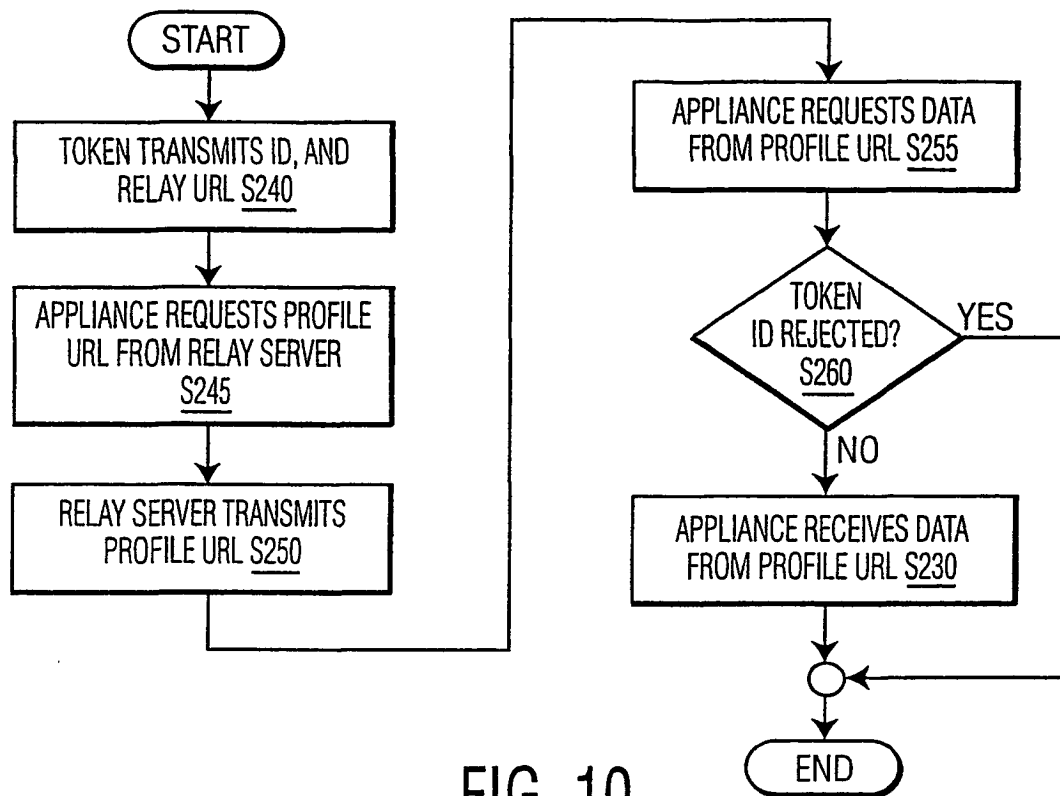 START
TOKEN TRANSMITS ID, AND
RELAY URL S240
APPLIANCE REQUESTS PROFILE
URL FROM RELAY SERVER
S245
RELAY SERVER TRANSMITS
PROFILE URL S250
APPLIANCE REQUESTS DATA
FROM PROFILE URL S255
TOKEN
ID REJECTED?
S260
YES
NO
APPLIANCE RECEIVES DATA
FROM PROFILE URL S230
END
FIG. 10